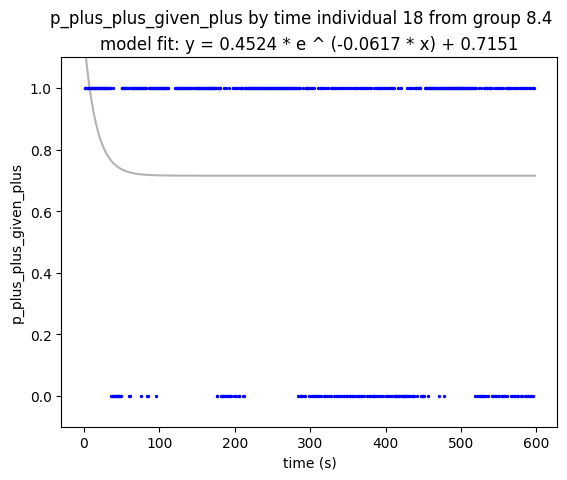 p_plus_plus_given_plus by time individual 18 from group 8.4
model fit: y = 0.4524 * e ^ (-0.0617 * x) + 0.7151
p_plus_plus_given_plus
1.0
0.8
0.6
0.4
0.2
0.0
0 100 200 300 400 500 600
time (s)